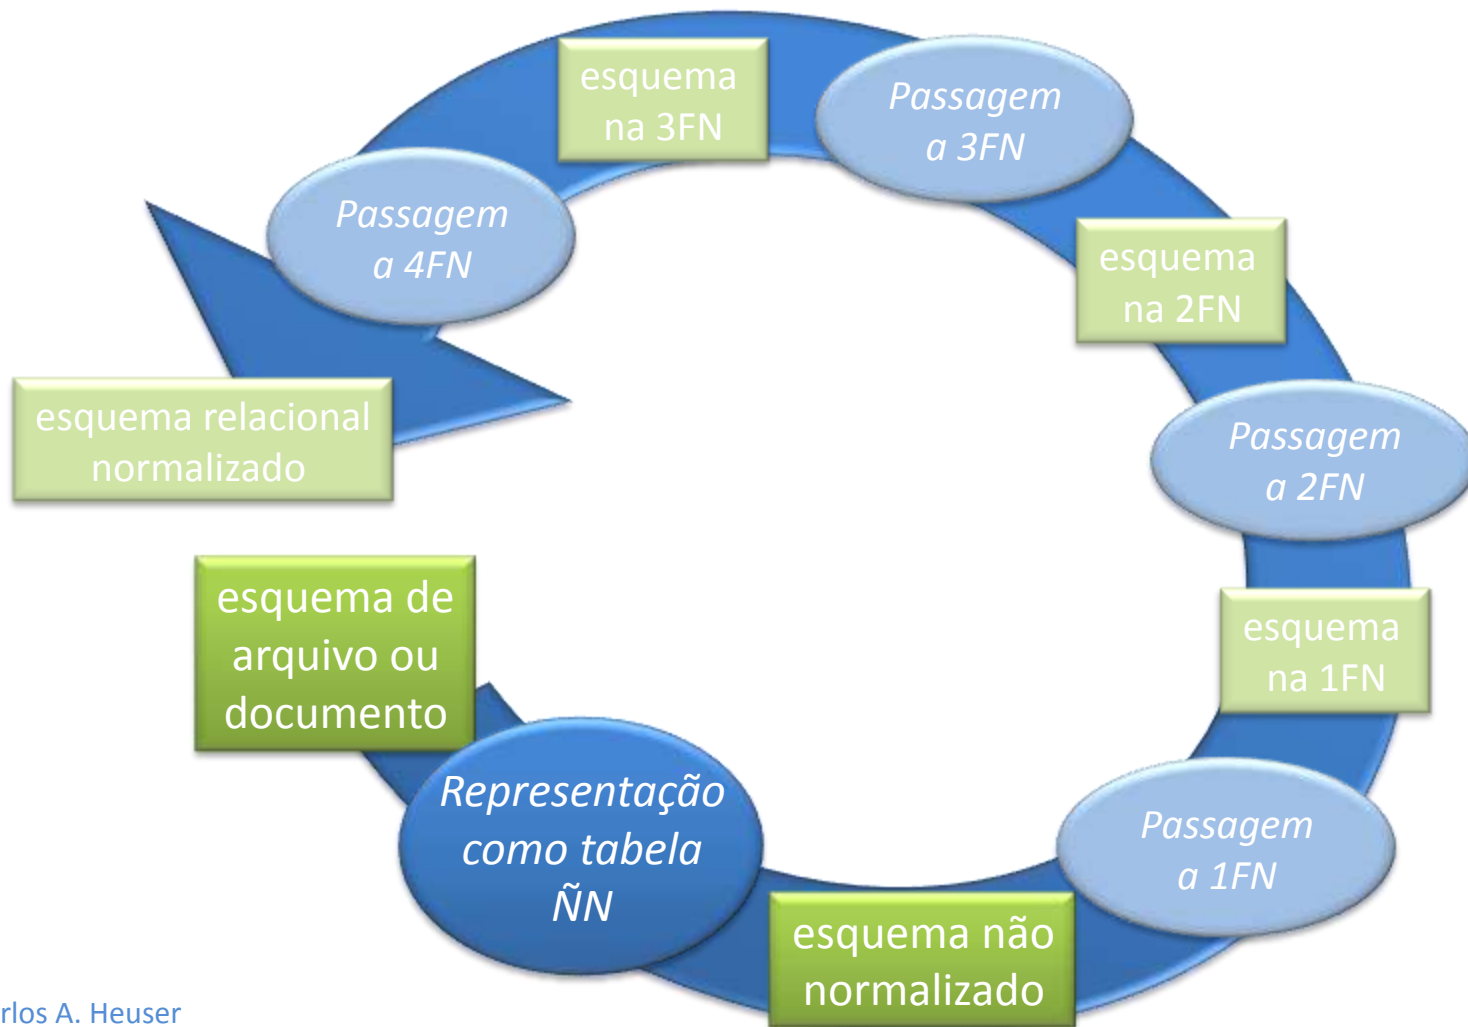 esquema de
arquivo ou
documento
Representação
como tabela
ÑN
esquema não
normalizado
Passagem
a 1FN
esquema
na 1FN
Passagem
a 2FN
esquema
na 2FN
Passagem
a 3FN
esquema
na 3FN
Passagem
a 4FN
esquema relacional
normalizado
rlos A. Heuser